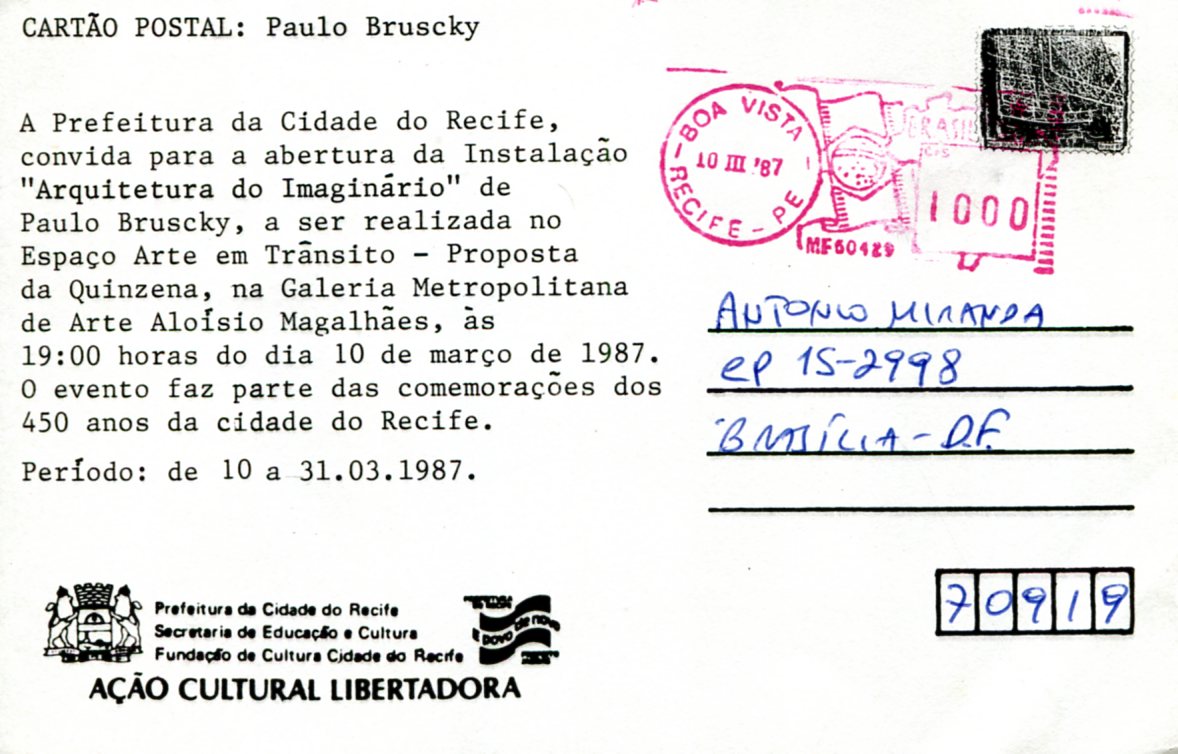 CARTÃO POSTAL: Paulo Bruscky
A Prefeitura da Cidade do Recife,
convida para a abertura da Instalação
"Arquitetura do Imaginário" de
Paulo Bruscky, a ser realizada no
Espaço Arte em Trânsito - Proposta
da Quinzena, na Galeria Metropolitana
de Arte Aloísio Magalhães, às
19:00 horas do dia 10 de março de 1987.
O evento faz parte das comemorações dos
450 anos da cidade do Recife.
Período: de 10 a 31.03.1987.
Prefeitura da Cidade do Recife
Secretaria de Educação e Cultura
Fundação de Cultura Cidade do Recife
AÇÃO CULTURAL LIBERTADORA
o povo de novo
BOA VISTA
10 III '87
RECIFE - PE
BRASIL
1000
MF60429
ANTONIO MIRANDA
CP 15-2998
BRASÍLIA - D.F.
70919